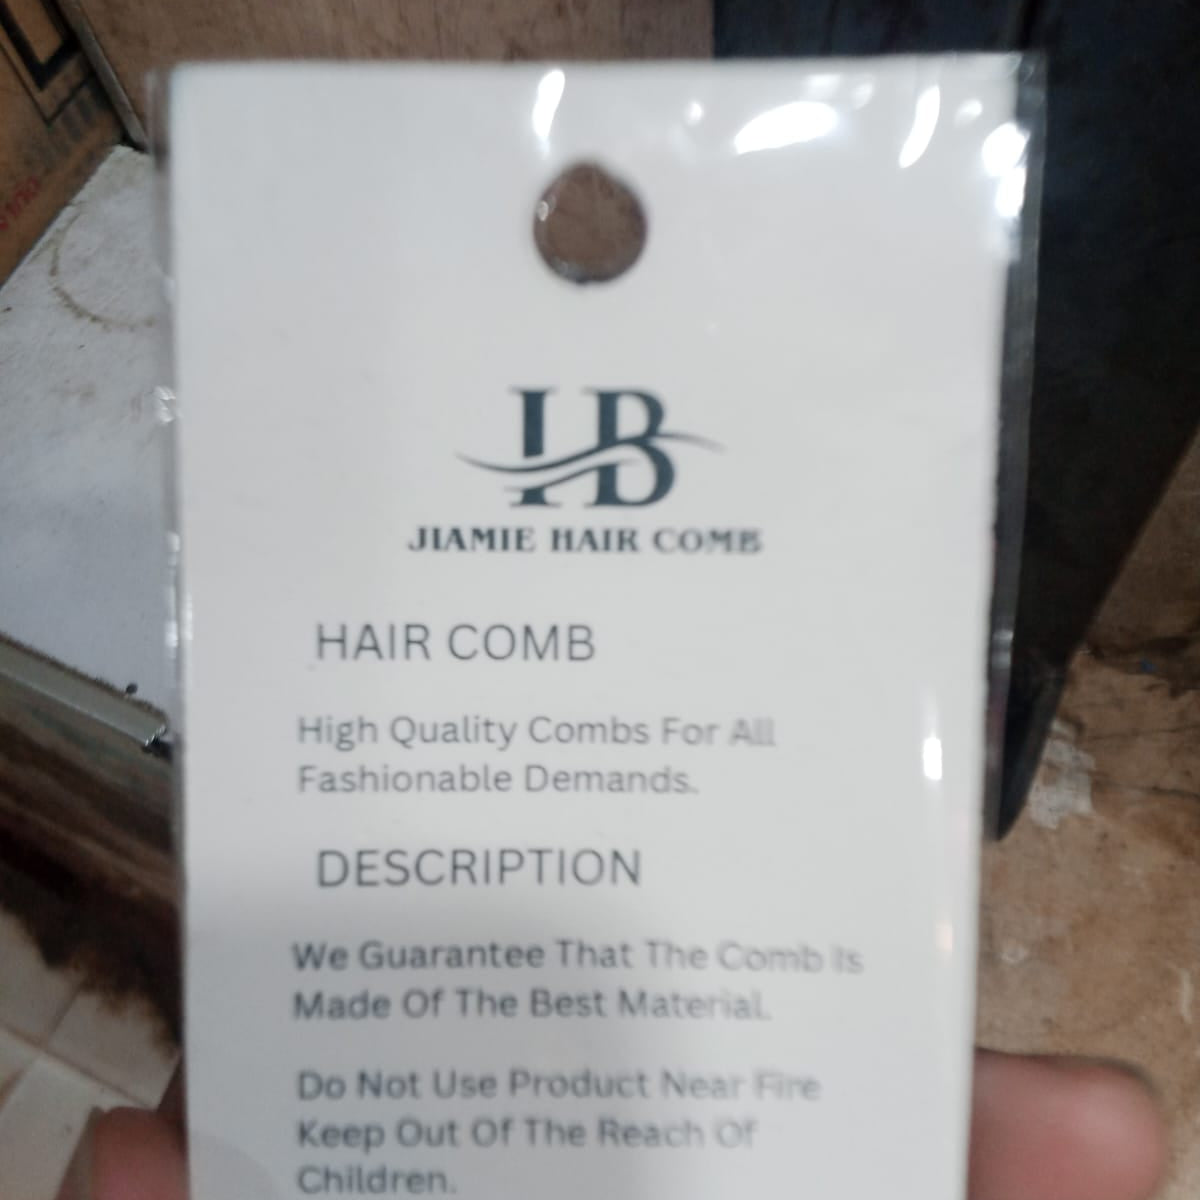 HB
JIAMIE HAIR COMB
HAIR COMB
High Quality Combs For All
Fashionable Demands.
DESCRIPTION
We Guarantee That The Comb Is
Made Of The Best Material.
Do Not Use Product Near Fire
Keep Out Of The Reach Of
Children.